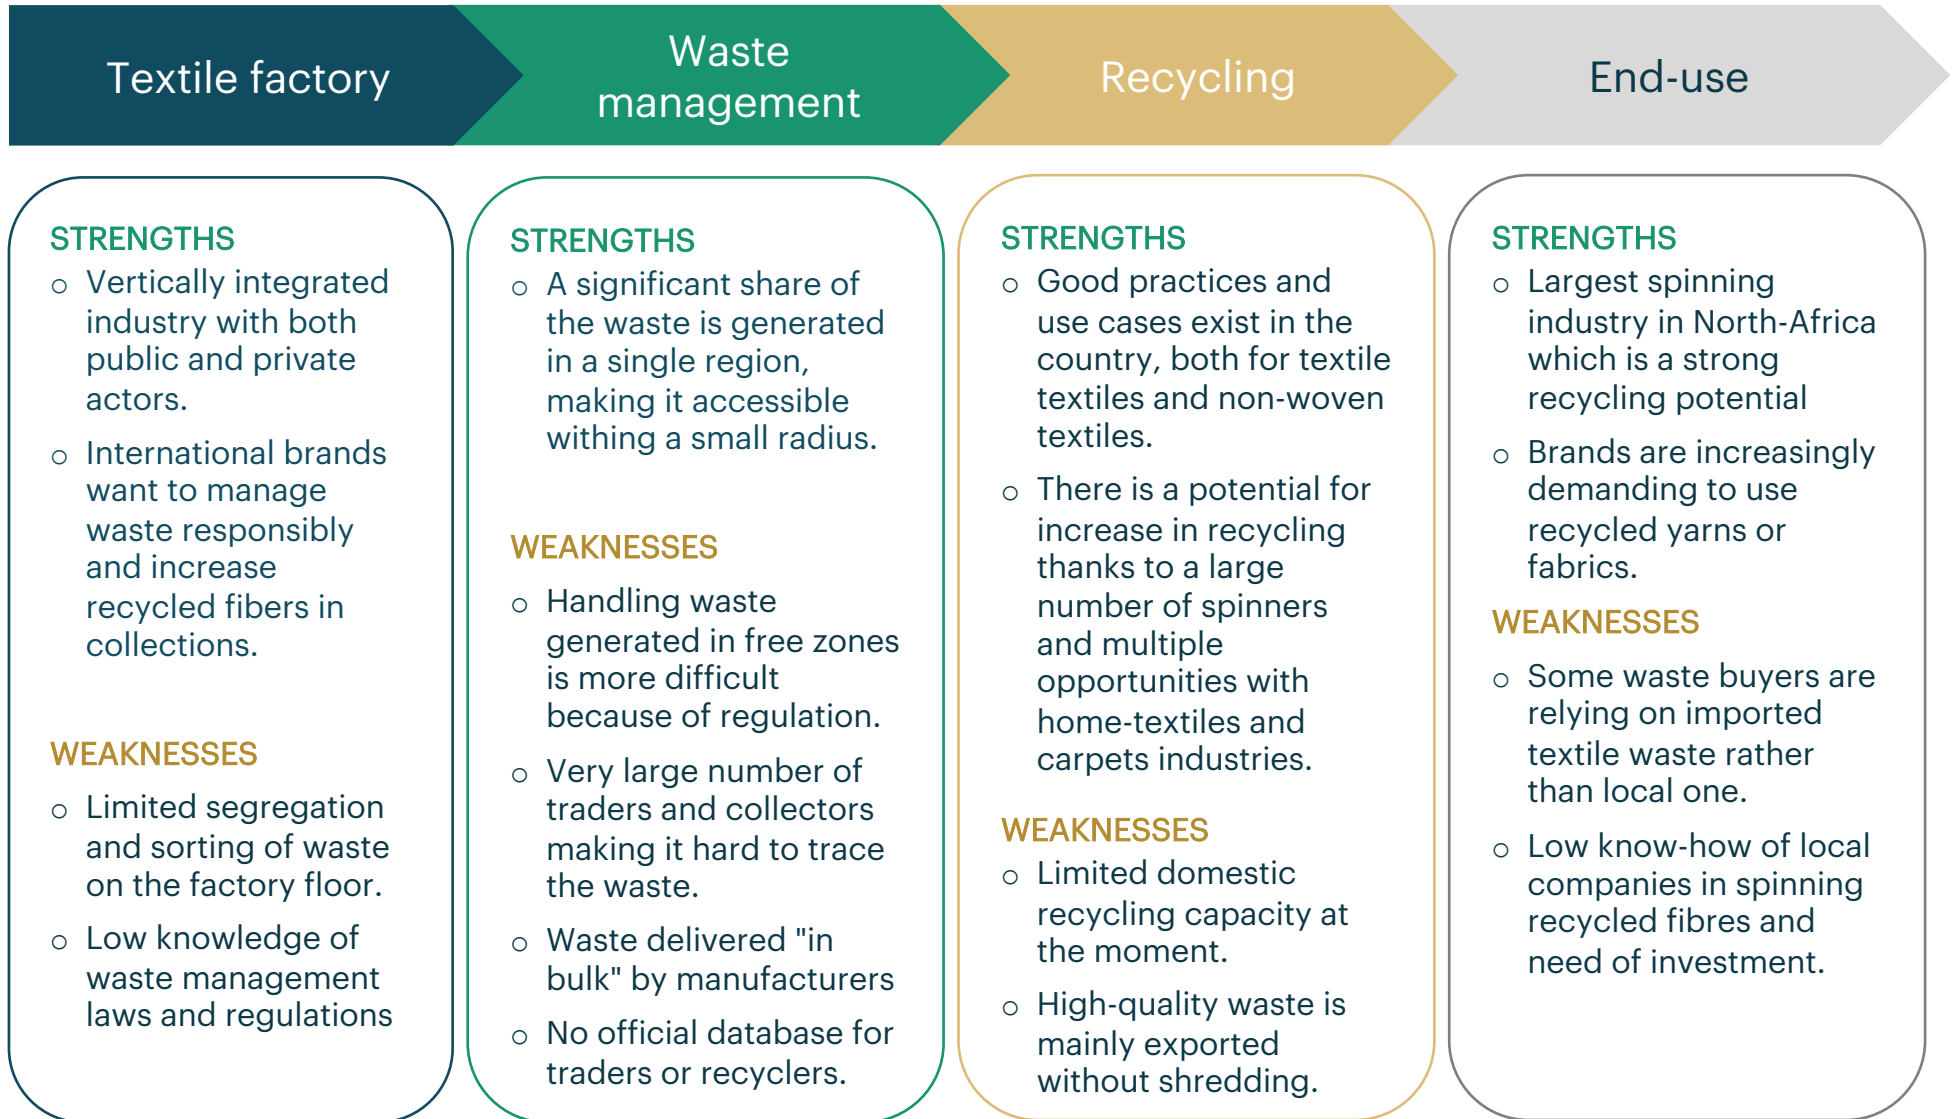 Textile factory
Waste
management
Recycling
End-use
STRENGTHS
○ Vertically integrated
industry with both
public and private
actors.
○ International brands
want to manage
waste responsibly
and increase
recycled fibers in
collections.
WEAKNESSES
○ Limited segregation
and sorting of waste
on the factory floor.
○ Low knowledge of
waste management
laws and regulations
STRENGTHS
○ A significant share of
the waste is generated
in a single region,
making it accessible
withing a small radius.
WEAKNESSES
○ Handling waste
generated in free zones
is more difficult
because of regulation.
○ Very large number of
traders and collectors
making it hard to trace
the waste.
○ Waste delivered "in
bulk" by manufacturers
○ No official database for
traders or recyclers.
STRENGTHS
○ Good practices and
use cases exist in the
country, both for textile
textiles and non-woven
textiles.
○ There is a potential for
increase in recycling
thanks to a large
number of spinners
and multiple
opportunities with
home-textiles and
carpets industries.
WEAKNESSES
○ Limited domestic
recycling capacity at
the moment.
○ High-quality waste is
mainly exported
without shredding.
STRENGTHS
○ Largest spinning
industry in North-Africa
which is a strong
recycling potential
○ Brands are increasingly
demanding to use
recycled yarns or
fabrics.
WEAKNESSES
○ Some waste buyers are
relying on imported
textile waste rather
than local one.
○ Low know-how of local
companies in spinning
recycled fibres and
need of investment.